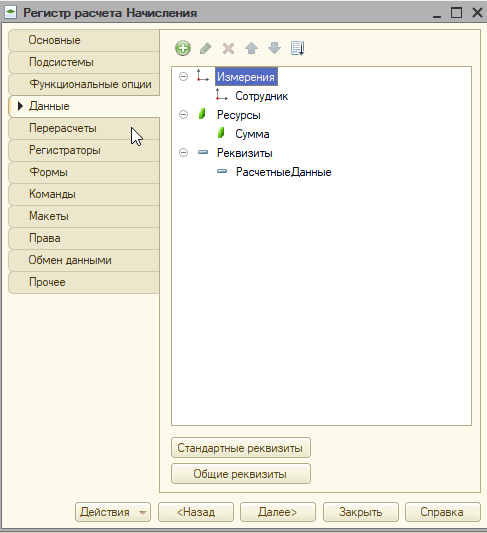 Регистр расчета Начисления
Основные
Подсистемы
Функциональные опции
Данные
Перерасчеты
Регистраторы
Формы
Команды
Макеты
Права
Обмен данными
Прочее
Измерения
Сотрудник
Ресурсы
Сумма
Реквизиты
РасчетныеДанные
Стандартные реквизиты
Общие реквизиты
Действия
<Назад
Далее>
Закрыть
Справка